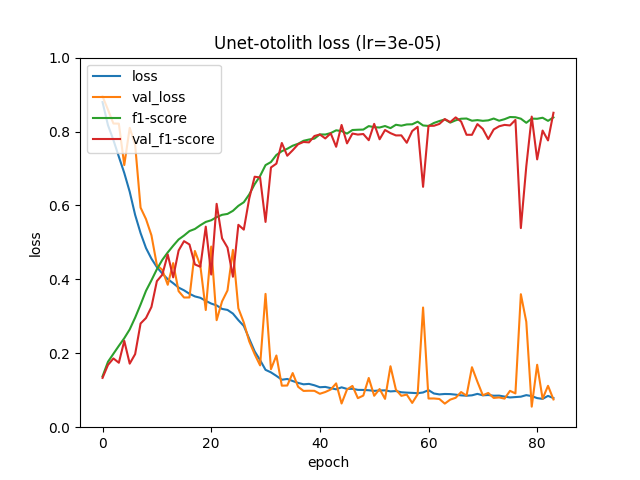 Unet-otolith loss (lr=3e-05)
1.0
0.8
0.6
0.4
0.2
0.0
loss
loss
val_loss
f1-score
val_f1-score
0
20
40
60
80
epoch